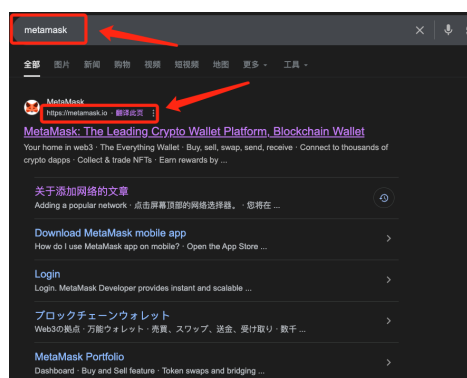 metamask
全部 图片 新闻 购物 视频 短视频 地图 更多 工具
MetaMask
https://metamask.io · 翻译此页
MetaMask: The Leading Crypto Wallet Platform, Blockchain Wallet
Your home in web3 · The Everything Wallet · Buy, sell, swap, send, receive · Connect to thousands of
crypto dapps · Collect & trade NFTs · Earn rewards by ...
关于添加网络的文章
Adding a popular network · 点击屏幕顶部的网络选择器。 · 您将在 ...
Download MetaMask mobile app
How do I use MetaMask app on mobile? · Open the App Store ...
Login
Login. MetaMask Developer provides instant and scalable ...
ブロックチェーンウォレット
Web3の拠点 · 万能ウォレット · 売買、スワップ、送金、受け取り · 数千 ...
MetaMask Portfolio
Dashboard · Buy and Sell feature · Token swaps and bridging ...